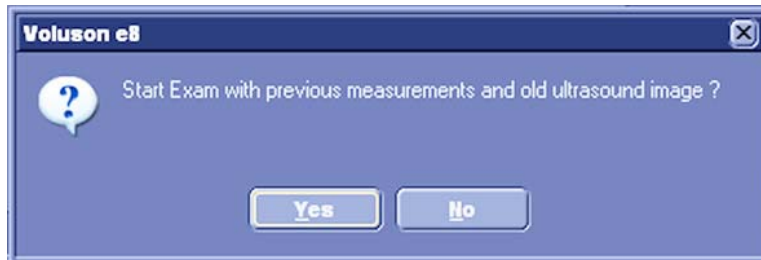 Voluson e8
Start Exam with previous measurements and old ultrasound image ?
Yes
No